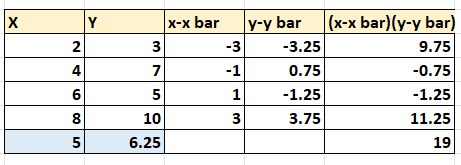 X Y x-x bar y-y bar (x-x bar)(y-y bar)
2 3 -3 -3.25 9.75
4 7 -1 0.75 -0.75
6 5 1 -1.25 -1.25
8 10 3 3.75 11.25
5 6.25 19